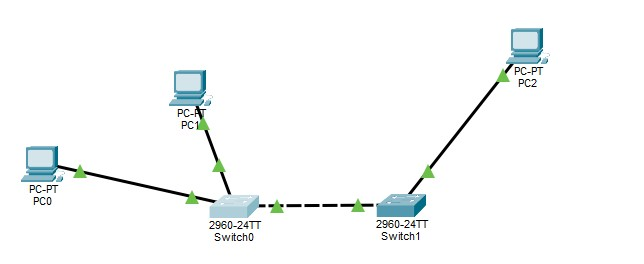 PC-PT
PC2
PC-PT
PC1
PC-PT
PC0
2960-24TT
Switch0
2960-24TT
Switch1